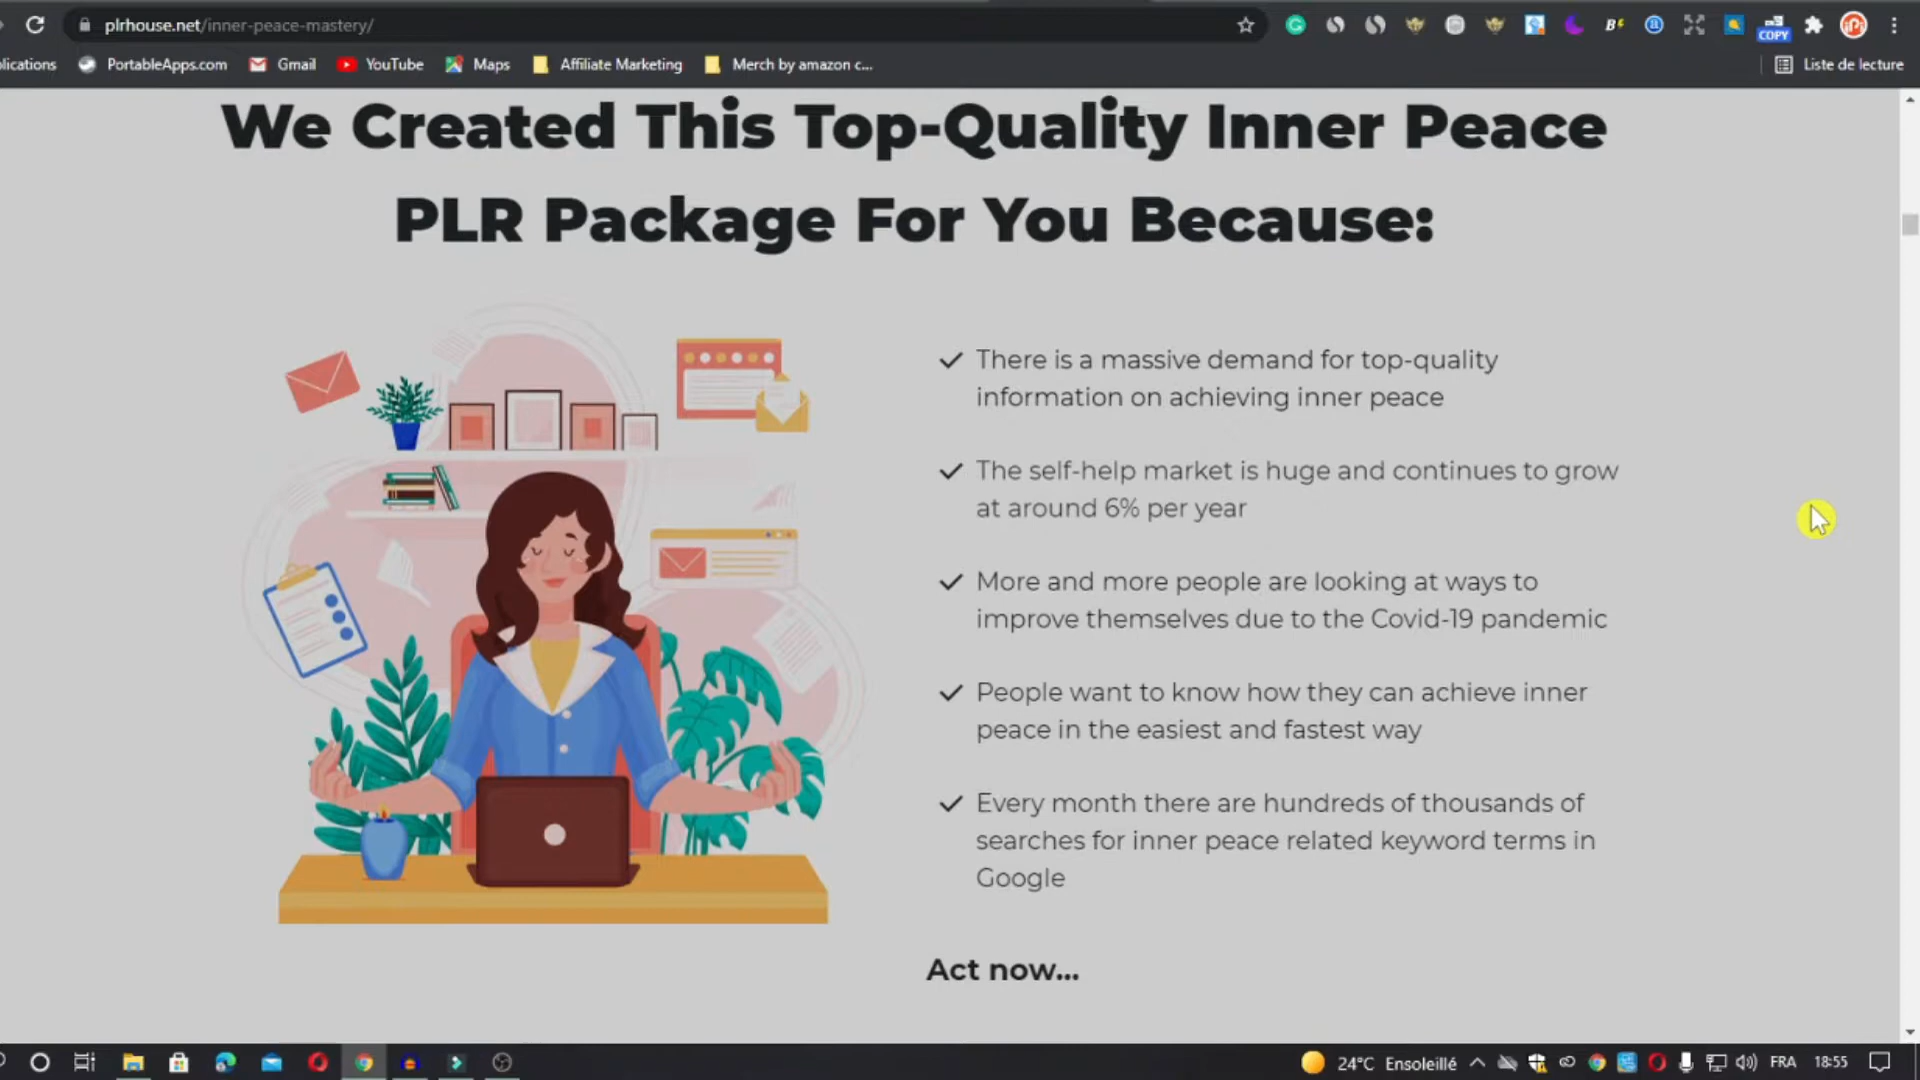 plrhouse.net/inner-peace-mastery/
COPY
lications
PortableApps.com
Gmail
YouTube
Maps
Affiliate Marketing
Merch by amazon c...
Liste de lecture
We Created This Top-Quality Inner Peace
PLR Package For You Because:
There is a massive demand for top-quality
information on achieving inner peace
The self-help market is huge and continues to grow
at around 6% per year
More and more people are looking at ways to
improve themselves due to the Covid-19 pandemic
People want to know how they can achieve inner
peace in the easiest and fastest way
Every month there are hundreds of thousands of
searches for inner peace related keyword terms in
Google
Act now...
24°C Ensoleillé
FRA
18:55